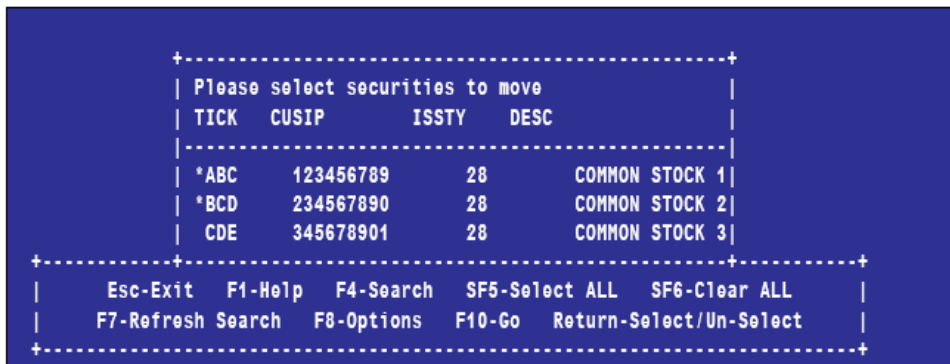 Please select securities to move
TICK CUSIP ISSTY DESC
*ABC 123456789 28 COMMON STOCK 1
*BCD 234567890 28 COMMON STOCK 2
CDE 345678901 28 COMMON STOCK 3
Esc-Exit F1-Help F4-Search SF5-Select ALL SF6-Clear ALL
F7-Refresh Search F8-Options F10-Go Return-Select/Un-Select